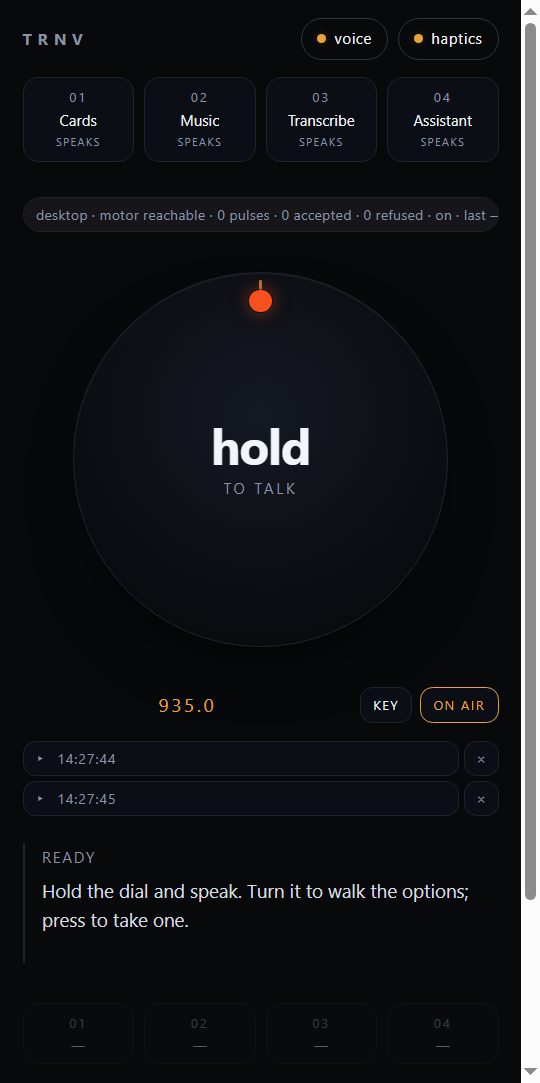 TRNV
voice
haptics
01
Cards
SPEAKS
02
Music
SPEAKS
03
Transcribe
SPEAKS
04
Assistant
SPEAKS
desktop · motor reachable · 0 pulses · 0 accepted · 0 refused · on · last —
hold
TO TALK
935.0
KEY
ON AIR
▸ 14:27:44 ×
▸ 14:27:45 ×
READY
Hold the dial and speak. Turn it to walk the options;
press to take one.
01
—
02
—
03
—
04
—